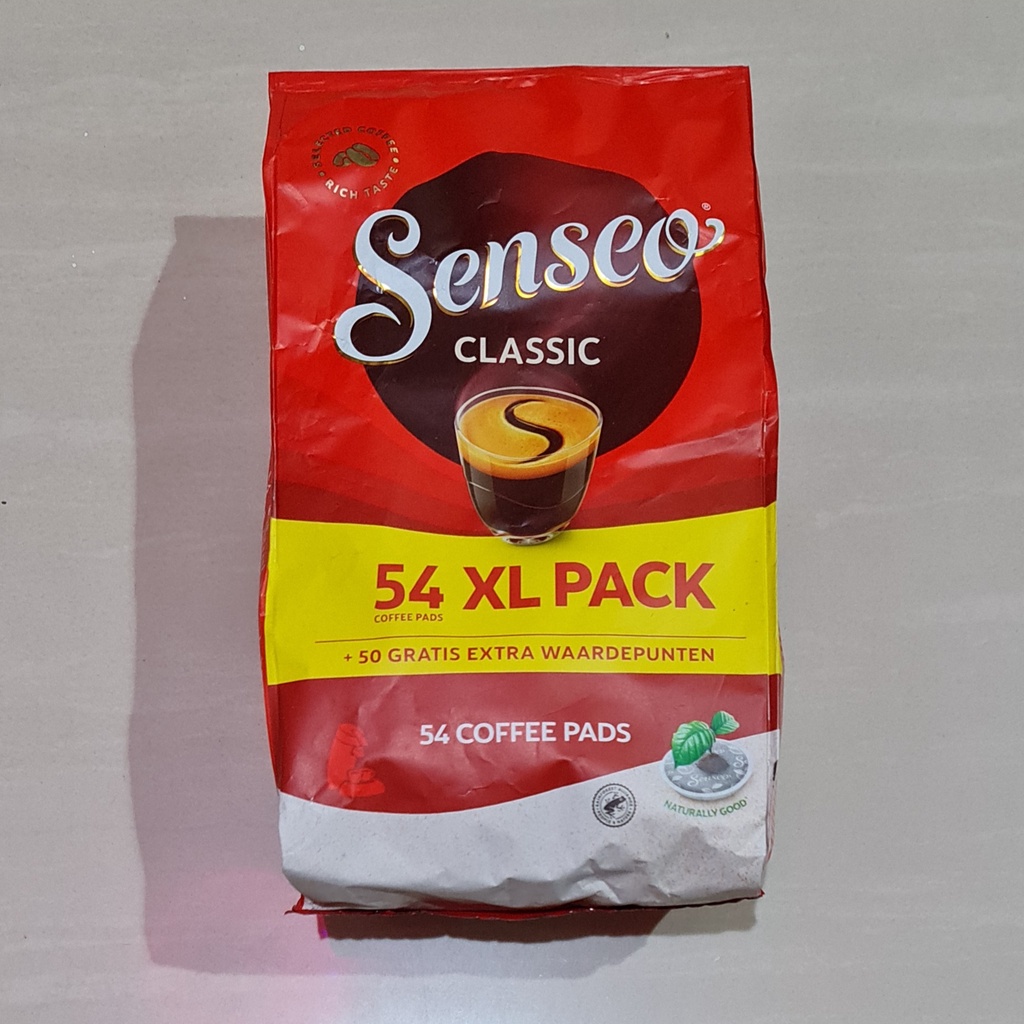 SELECTED COFFEE
RICH TASTE
Senseo®
CLASSIC
54 XL PACK
COFFEE PADS
+ 50 GRATIS EXTRA WAARDEPUNTEN
54 COFFEE PADS
Senseo
NATURALLY GOOD